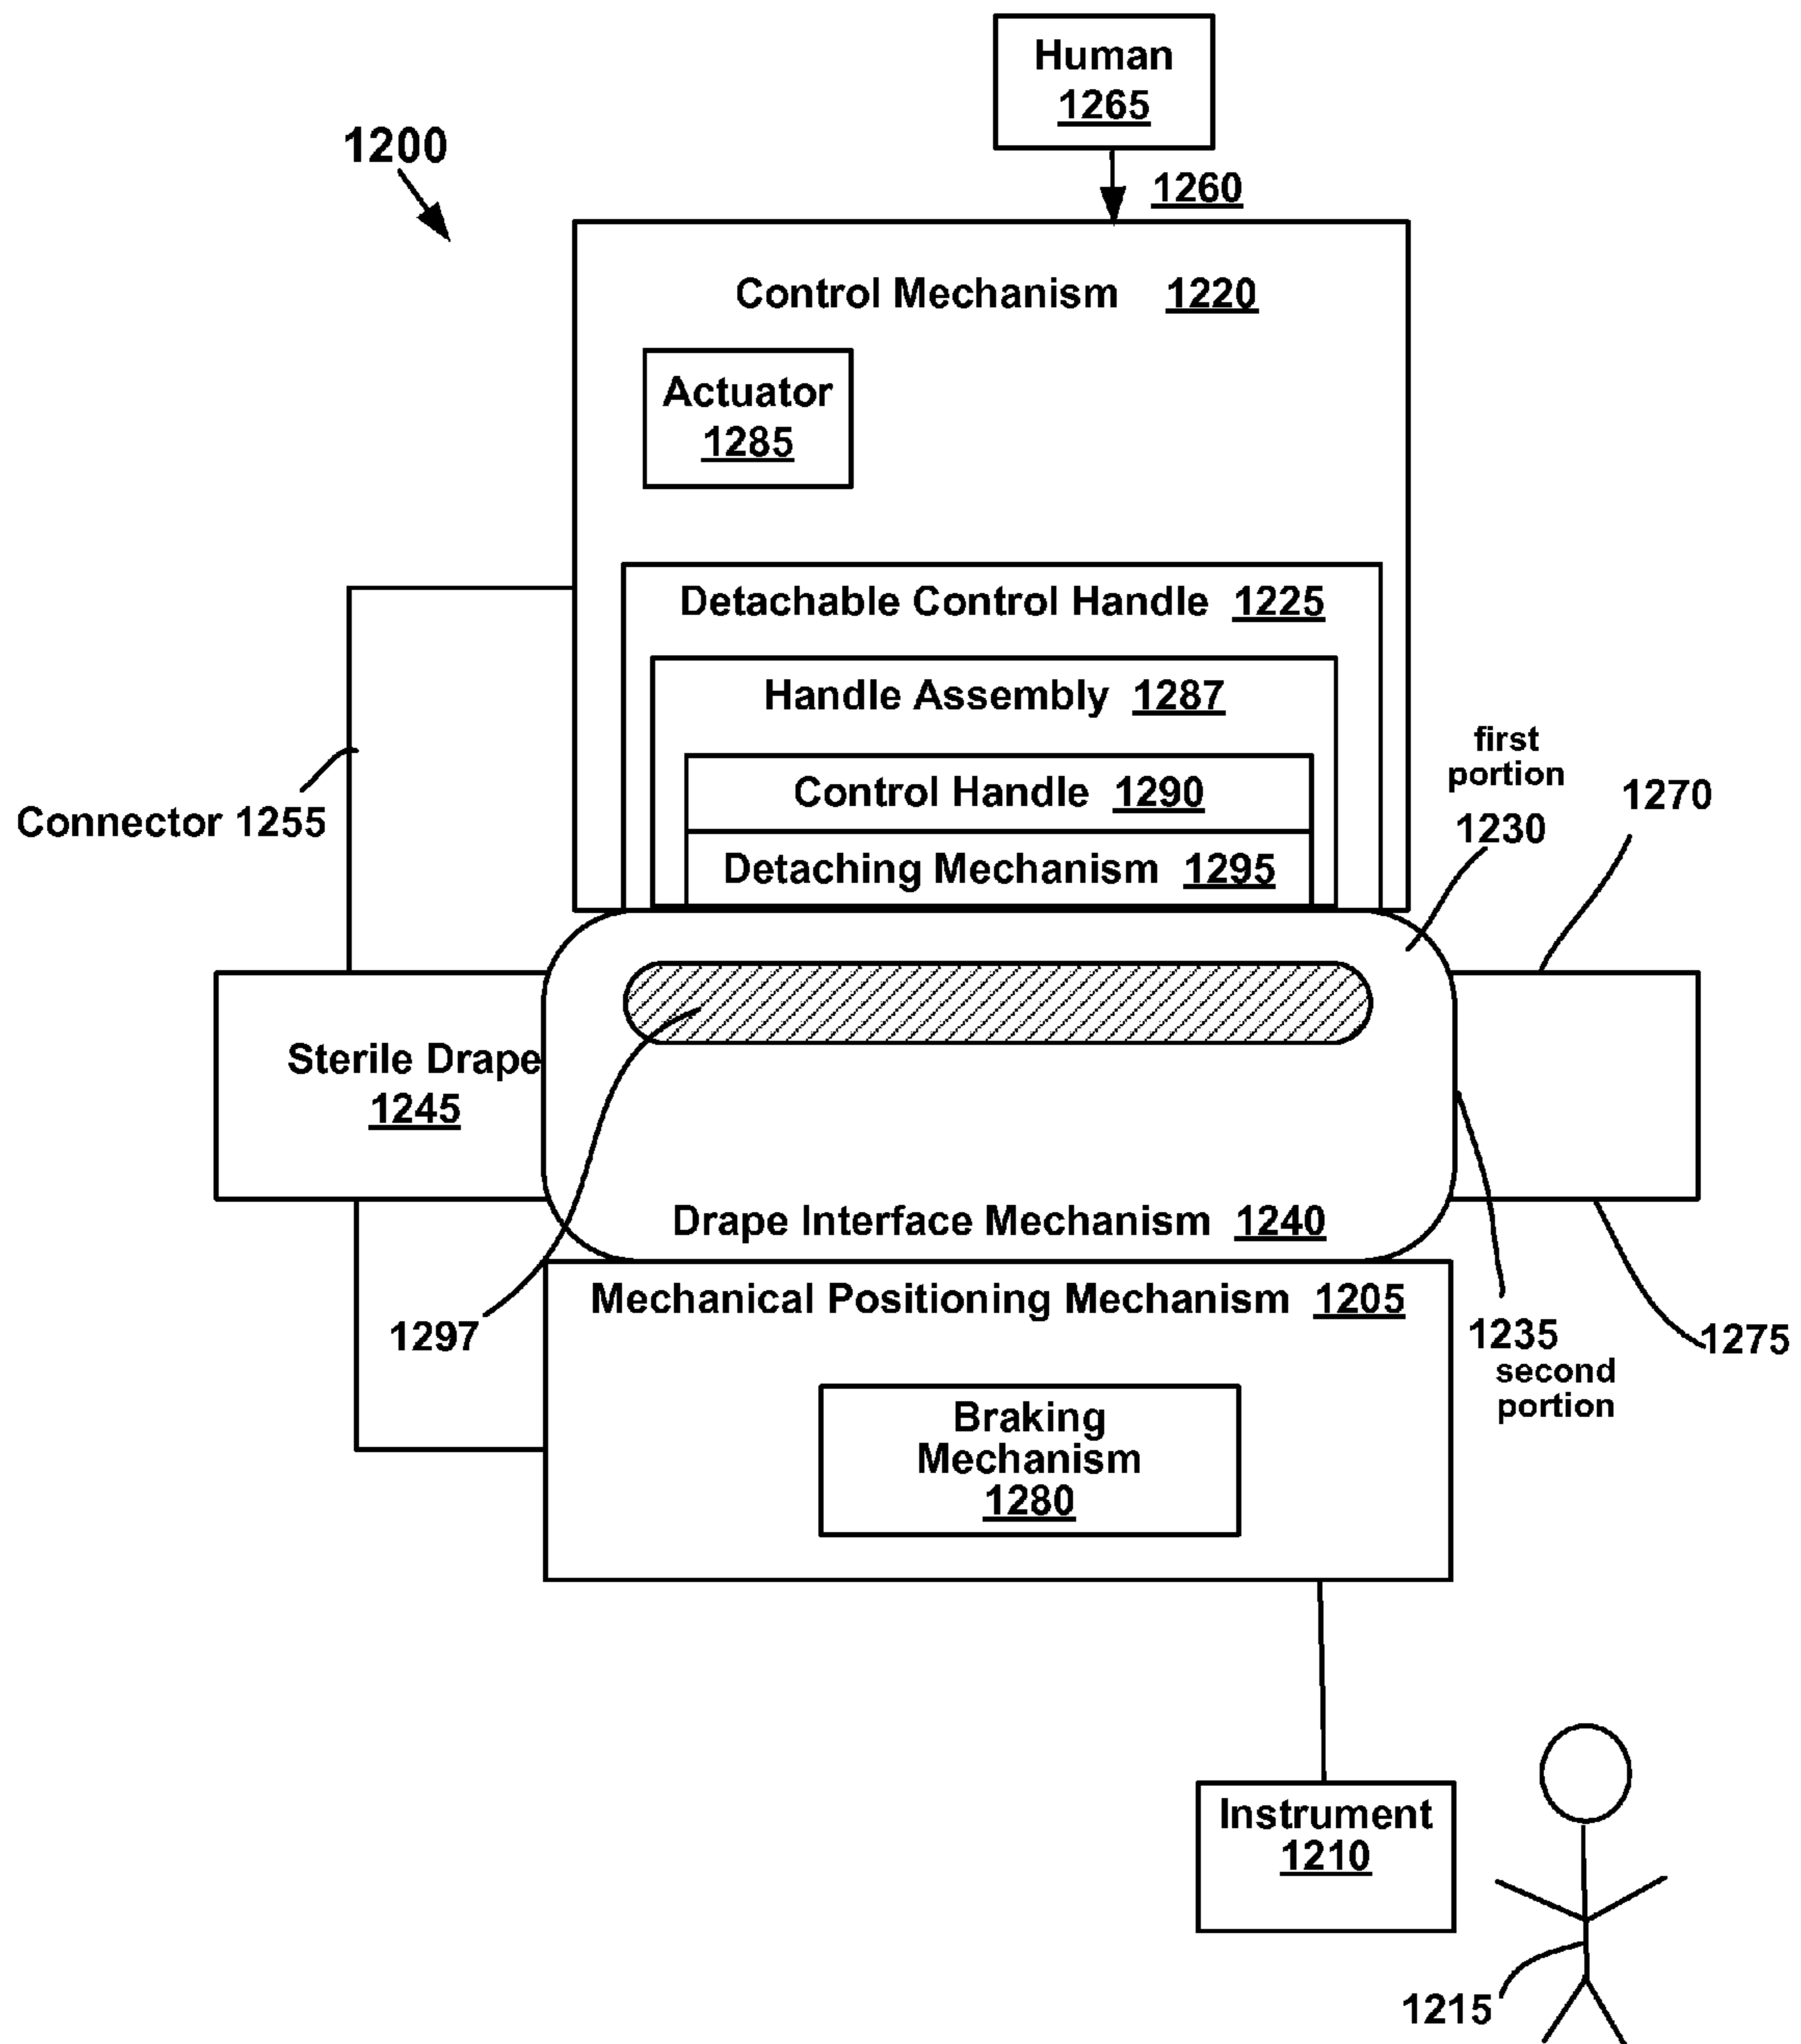 Human
1265
1200
1260
Control Mechanism 1220
Actuator
1285
Detachable Control Handle 1225
Handle Assembly 1287
first
portion
1230
1270
Control Handle 1290
Connector 1255
Detaching Mechanism 1295
Sterile Drape
1245
Drape Interface Mechanism 1240
Mechanical Positioning Mechanism 1205
1297
1235
second
portion
1275
Braking
Mechanism
1280
Instrument
1210
1215